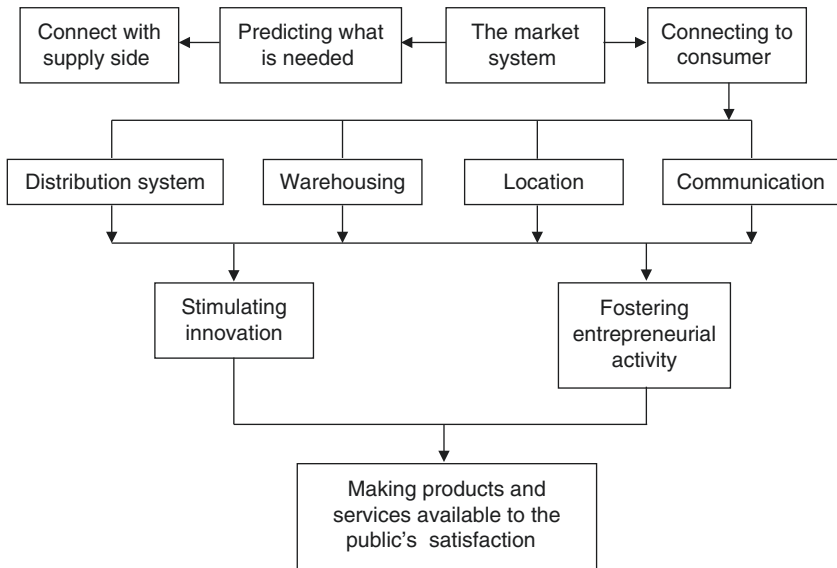 Connect with
supply side
Predicting what
is needed
The market
system
Connecting to
consumer
Distribution system
Warehousing
Location
Communication
Stimulating
innovation
Fostering
entrepreneurial
activity
Making products and
services available to the
public's satisfaction